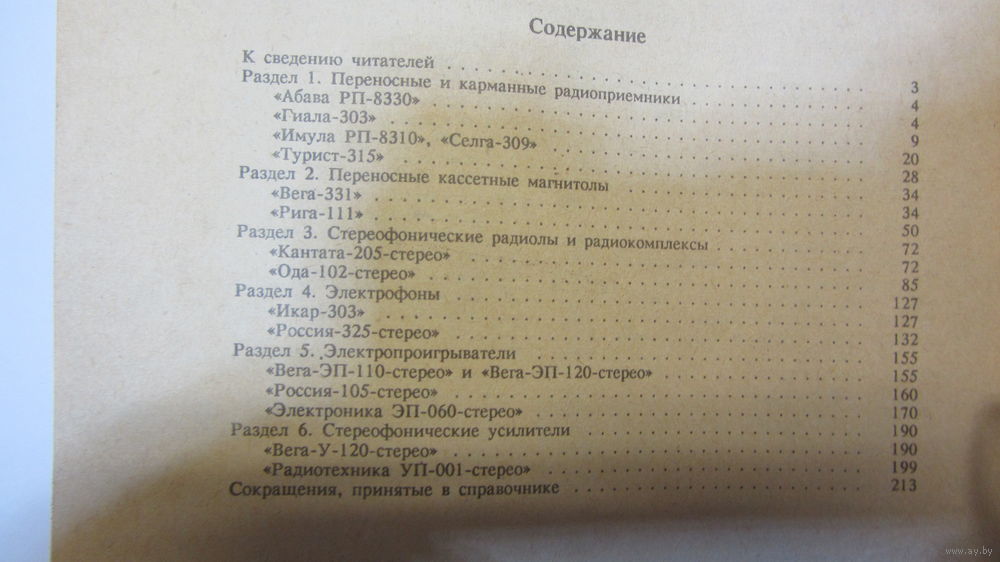 Содержание
К сведению читателей . . . . . . . . . . . . . . . . . . . . 3
Раздел 1. Переносные и карманные радиоприемники . . . . . . . . . . 4
«Абава РП-8330» . . . . . . . . . . . . . . . . . . . . 4
«Гиала-303» . . . . . . . . . . . . . . . . . . . . 9
«Имула РП-8310», «Селга-309» . . . . . . . . . . . . . . . . 20
«Турист-315» . . . . . . . . . . . . . . . . . . . . 28
Раздел 2. Переносные кассетные магнитолы . . . . . . . . . . . . 34
«Вега-331» . . . . . . . . . . . . . . . . . . . . 34
«Рига-111» . . . . . . . . . . . . . . . . . . . . 50
Раздел 3. Стереофонические радиолы и радиокомплексы . . . . . . . . . . 72
«Кантата-205-стерео» . . . . . . . . . . . . . . . . . . 72
«Ода-102-стерео» . . . . . . . . . . . . . . . . . . . . 85
Раздел 4. Электрофоны . . . . . . . . . . . . . . . . . . . . 127
«Икар-303» . . . . . . . . . . . . . . . . . . . . 127
«Россия-325-стерео» . . . . . . . . . . . . . . . . . . 132
Раздел 5. Электропроигрыватели . . . . . . . . . . . . . . . . 155
«Вега-ЭП-110-стерео» и «Вега-ЭП-120-стерео» . . . . . . . . . . 155
«Россия-105-стерео» . . . . . . . . . . . . . . . . . . 160
«Электроника ЭП-060-стерео» . . . . . . . . . . . . . . . . 170
Раздел 6. Стереофонические усилители . . . . . . . . . . . . . . 190
«Вега-У-120-стерео» . . . . . . . . . . . . . . . . . . 190
«Радиотехника УП-001-стерео» . . . . . . . . . . . . . . . . 199
Сокращения, принятые в справочнике . . . . . . . . . . . . . . 213
www.ay.by